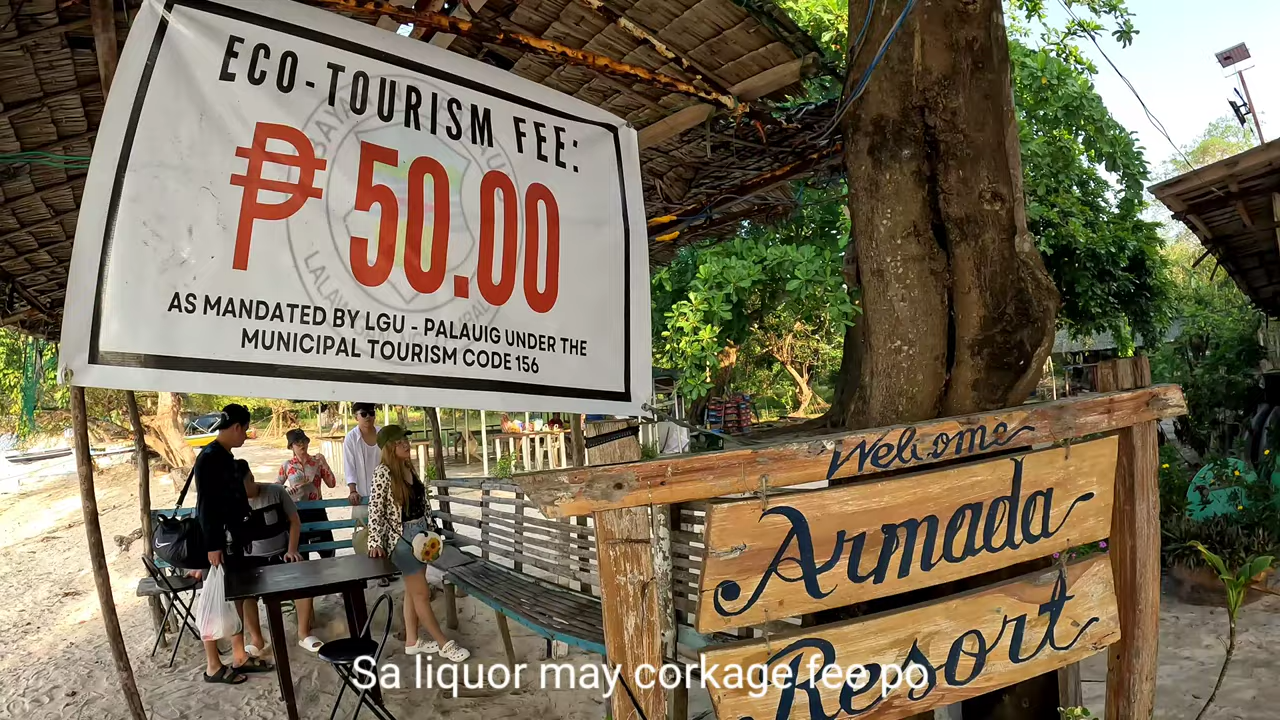 ECO-TOURISM FEE:
₱ 50.00
AS MANDATED BY LGU - PALAUIG UNDER THE
MUNICIPAL TOURISM CODE 156
Welcome
Armada
Resort
Sa liquor may corkage fee po